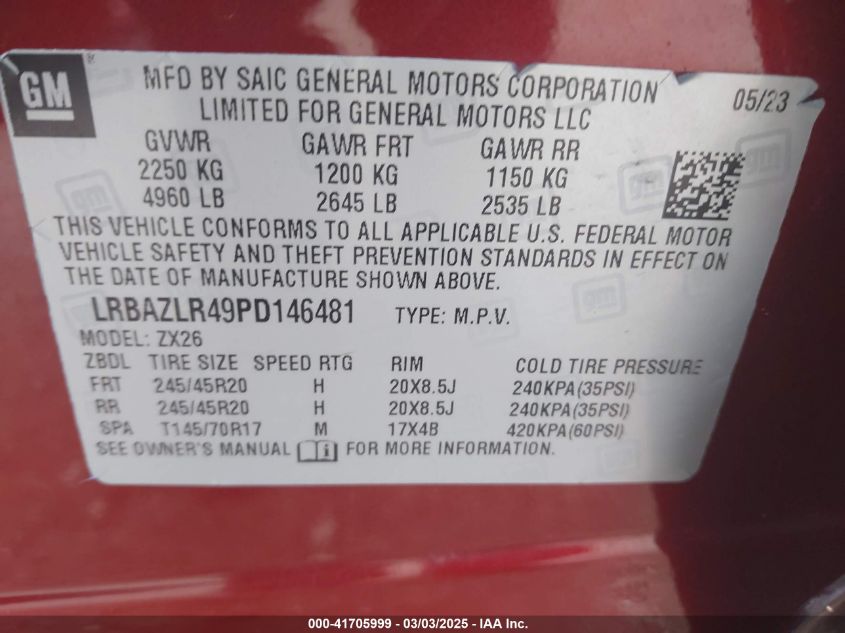 GM
MFD BY SAIC GENERAL MOTORS CORPORATION
LIMITED FOR GENERAL MOTORS LLC
05/23
GVWR GAWR FRT GAWR RR
2250 KG 1200 KG 1150 KG
4960 LB 2645 LB 2535 LB
THIS VEHICLE CONFORMS TO ALL APPLICABLE U.S. FEDERAL MOTOR
VEHICLE SAFETY AND THEFT PREVENTION STANDARDS IN EFFECT ON
THE DATE OF MANUFACTURE SHOWN ABOVE.
LRBAZLR49PD146481 TYPE: M.P.V.
MODEL: ZX26
ZBDL TIRE SIZE SPEED RTG RIM COLD TIRE PRESSURE
FRT 245/45R20 H 20X8.5J 240KPA(35PSI)
RR 245/45R20 H 20X8.5J 240KPA(35PSI)
SPA T145/70R17 M 17X4B 420KPA(60PSI)
SEE OWNER'S MANUAL FOR MORE INFORMATION.
000-41705999 - 03/03/2025 - IAA Inc.